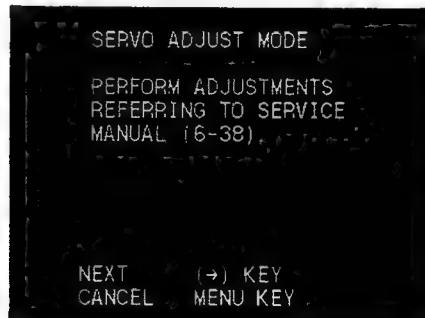 SERVO ADJUST MODE
PERFORM ADJUSTMENTS
REFERRING TO SERVICE
MANUAL (6-38)
NEXT (→) KEY
CANCEL MENU KEY